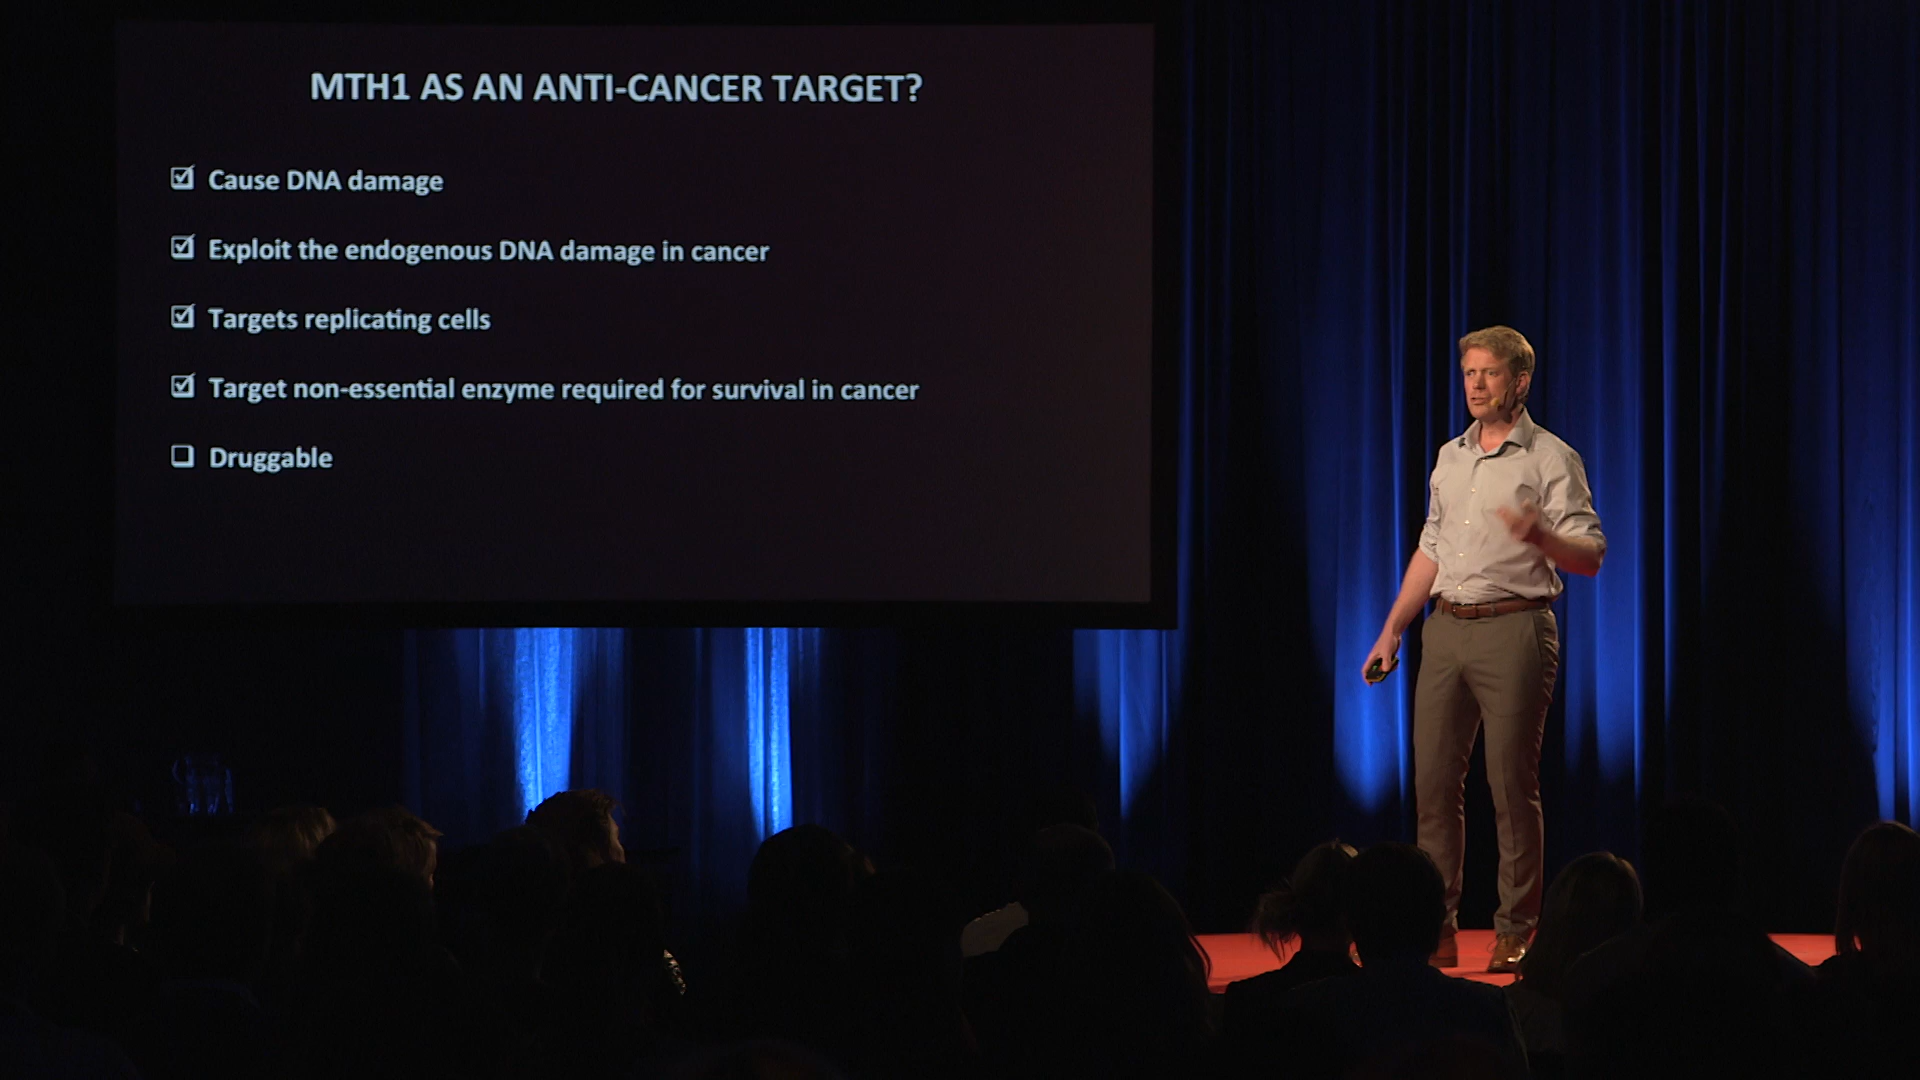 MTH1 AS AN ANTI-CANCER TARGET?
☑ Cause DNA damage
☑ Exploit the endogenous DNA damage in cancer
☑ Targets replicating cells
☑ Target non-essential enzyme required for survival in cancer
☐ Druggable